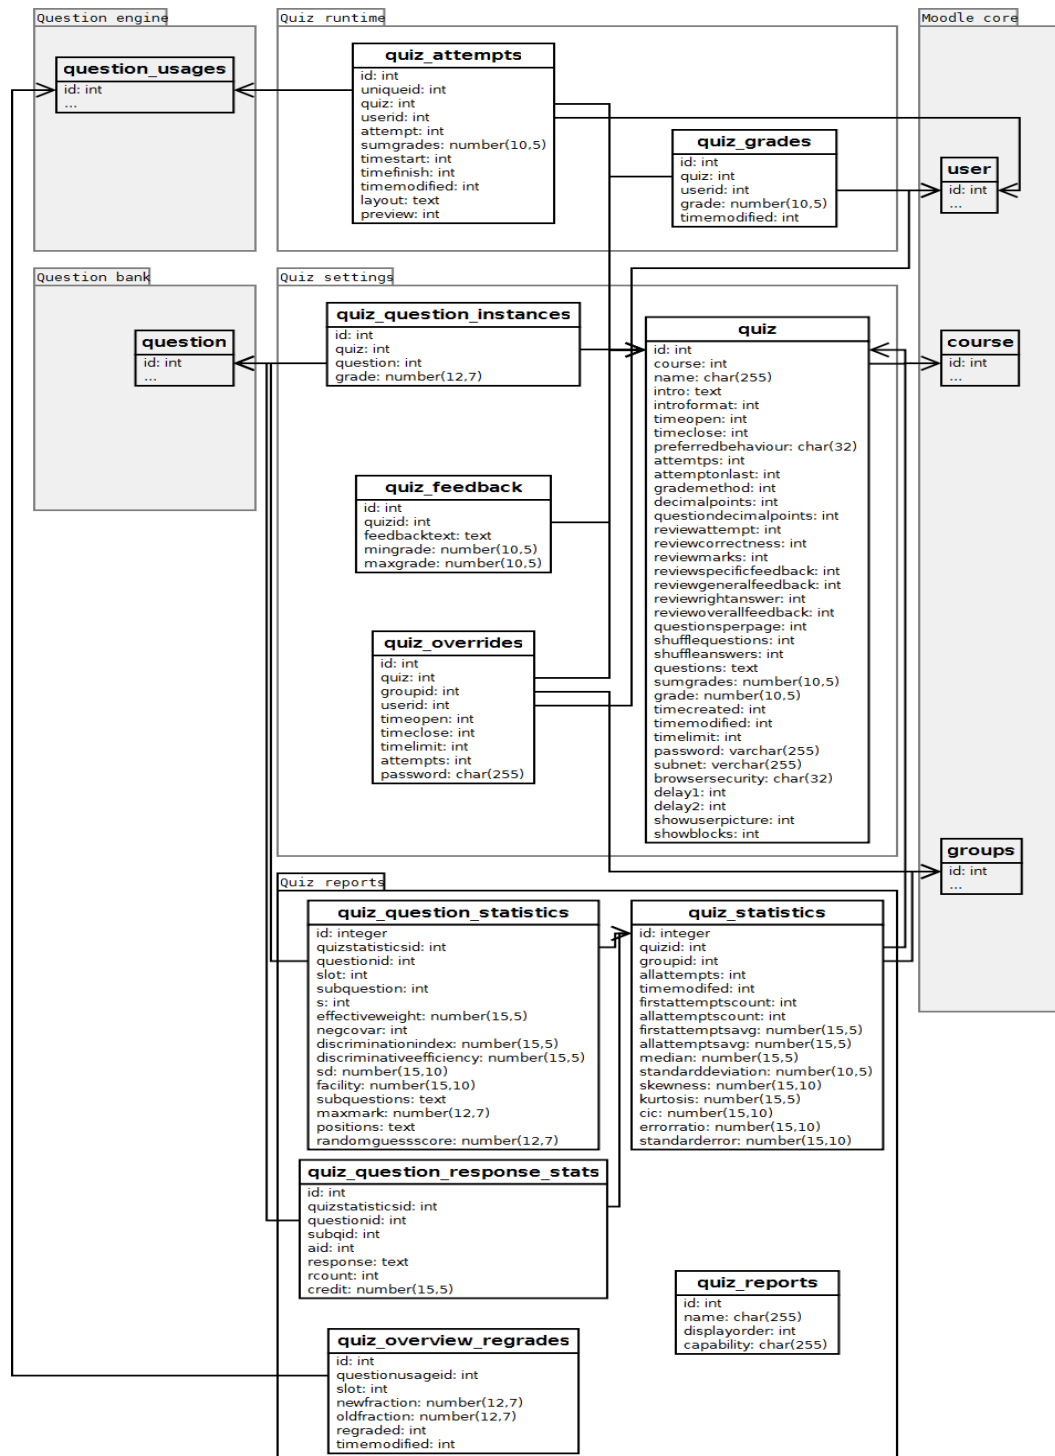 Question engine
question_usages
id: int
...
Quiz runtime
quiz_attempts
id: int
uniqueid: int
quiz: int
userid: int
attempt: int
sumgrades: number(10,5)
timestart: int
timefinish: int
timemodified: int
layout: text
preview: int
quiz_grades
id: int
quiz: int
userid: int
grade: number(10,5)
timemodified: int
Moodle core
user
id: int
...
course
id: int
...
groups
id: int
...
Question bank
question
id: int
...
Quiz settings
quiz_question_instances
id: int
quiz: int
question: int
grade: number(12,7)
quiz_feedback
id: int
quizid: int
feedbacktext: text
mingrade: number(10,5)
maxgrade: number(10,5)
quiz_overrides
id: int
quiz: int
groupid: int
userid: int
timeopen: int
timeclose: int
timelimit: int
attempts: int
password: char(255)
quiz
id: int
course: int
name: char(255)
intro: text
introformat: int
timeopen: int
timeclose: int
preferredbehaviour: char(32)
attemtps: int
attemptonlast: int
grademethod: int
decimalpoints: int
questiondecimalpoints: int
reviewattempt: int
reviewcorrectness: int
reviewmarks: int
reviewspecificfeedback: int
reviewgeneralfeedback: int
reviewrightanswer: int
reviewoverallfeedback: int
questionsperpage: int
shufflequestions: int
shuffleanswers: int
questions: text
sumgrades: number(10,5)
grade: number(10,5)
timecreated: int
timemodified: int
timelimit: int
password: varchar(255)
subnet: verchar(255)
browsersecurity: char(32)
delay1: int
delay2: int
showuserpicture: int
showblocks: int
Quiz reports
quiz_question_statistics
id: integer
quizstatisticsid: int
questionid: int
slot: int
subquestion: int
s: int
effectiveweight: number(15,5)
negcovar: int
discriminationindex: number(15,5)
discriminativeefficiency: number(15,5)
sd: number(15,10)
facility: number(15,10)
subquestions: text
maxmark: number(12,7)
positions: text
randomguessscore: number(12,7)
quiz_statistics
id: integer
quizid: int
groupid: int
allattempts: int
timemodifed: int
firstattemptscount: int
allattemptscount: int
firstattemptsavg: number(15,5)
allattemptsavg: number(15,5)
median: number(15,5)
standarddeviation: number(10,5)
skewness: number(15,10)
kurtosis: number(15,5)
cic: number(15,10)
errorratio: number(15,10)
standarderror: number(15,10)
quiz_question_response_stats
id: int
quizstatisticsid: int
questionid: int
subqid: int
aid: int
response: text
rcount: int
credit: number(15,5)
quiz_reports
id: int
name: char(255)
displayorder: int
capability: char(255)
quiz_overview_regrades
id: int
questionusageid: int
slot: int
newfraction: number(12,7)
oldfraction: number(12,7)
regraded: int
timemodified: int